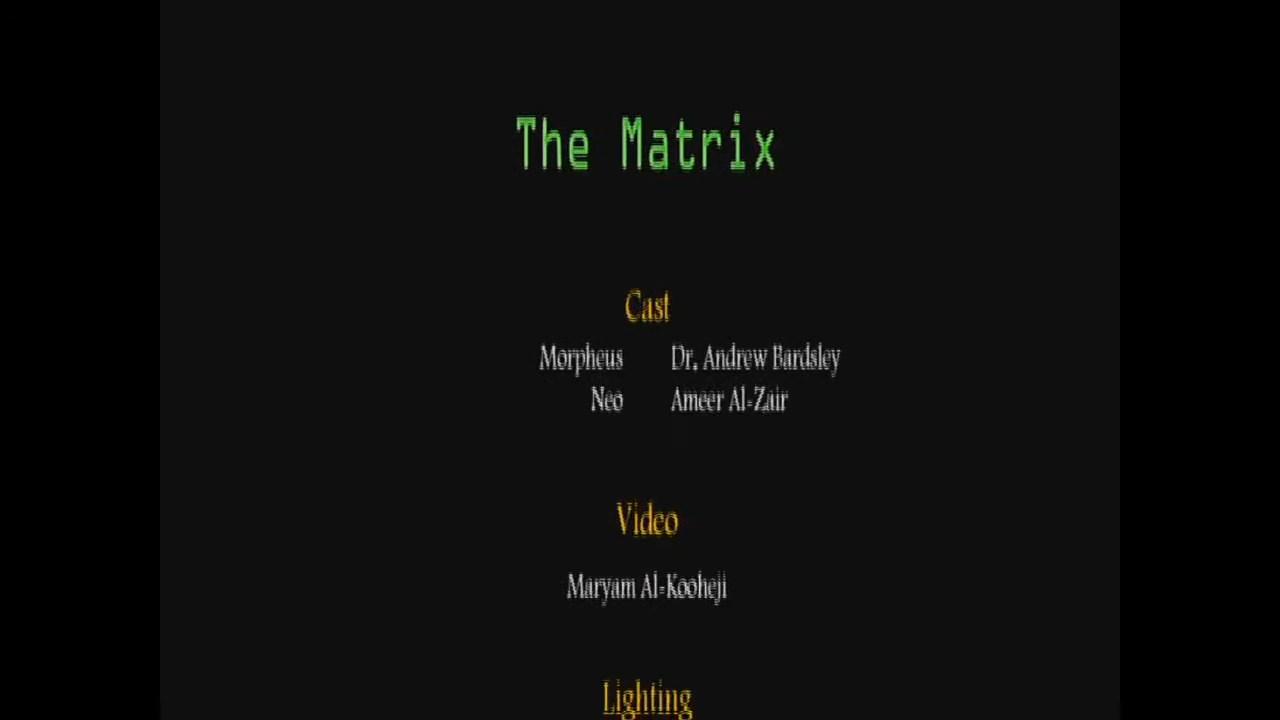 The Matrix
Cast
Morpheus Dr. Andrew Bardsley
Neo Ameer Al-Zair
Video
Maryam Al-Kooheji
Lighting